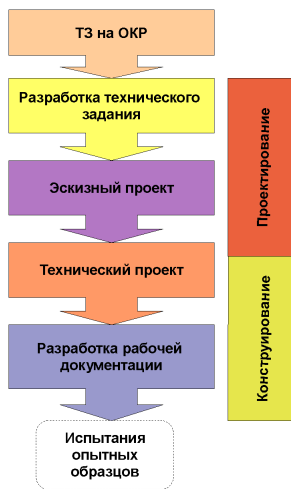 ТЗ на ОКР
Разработка технического
задания
Эскизный проект
Технический проект
Разработка рабочей
документации
Испытания
опытных
образцов
Проектирование
Конструирование